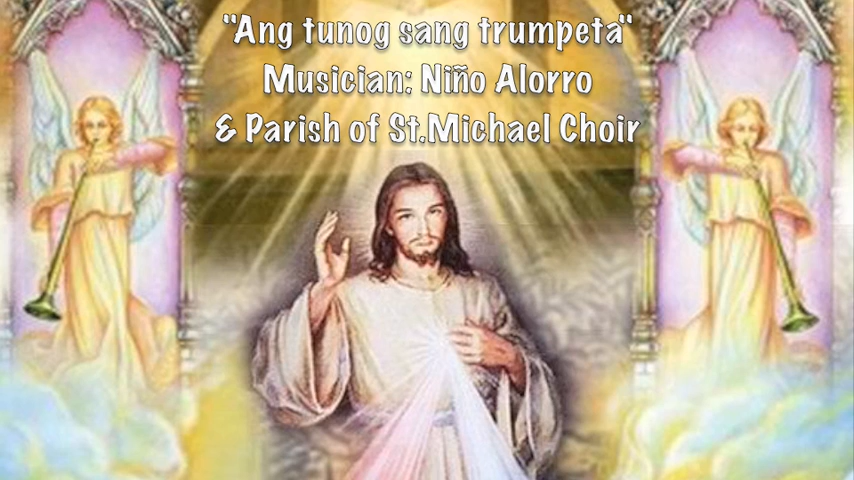 "Ang tunog sang trumpeta"
Musician: Niño Alorro
& Parish of St.Michael Choir